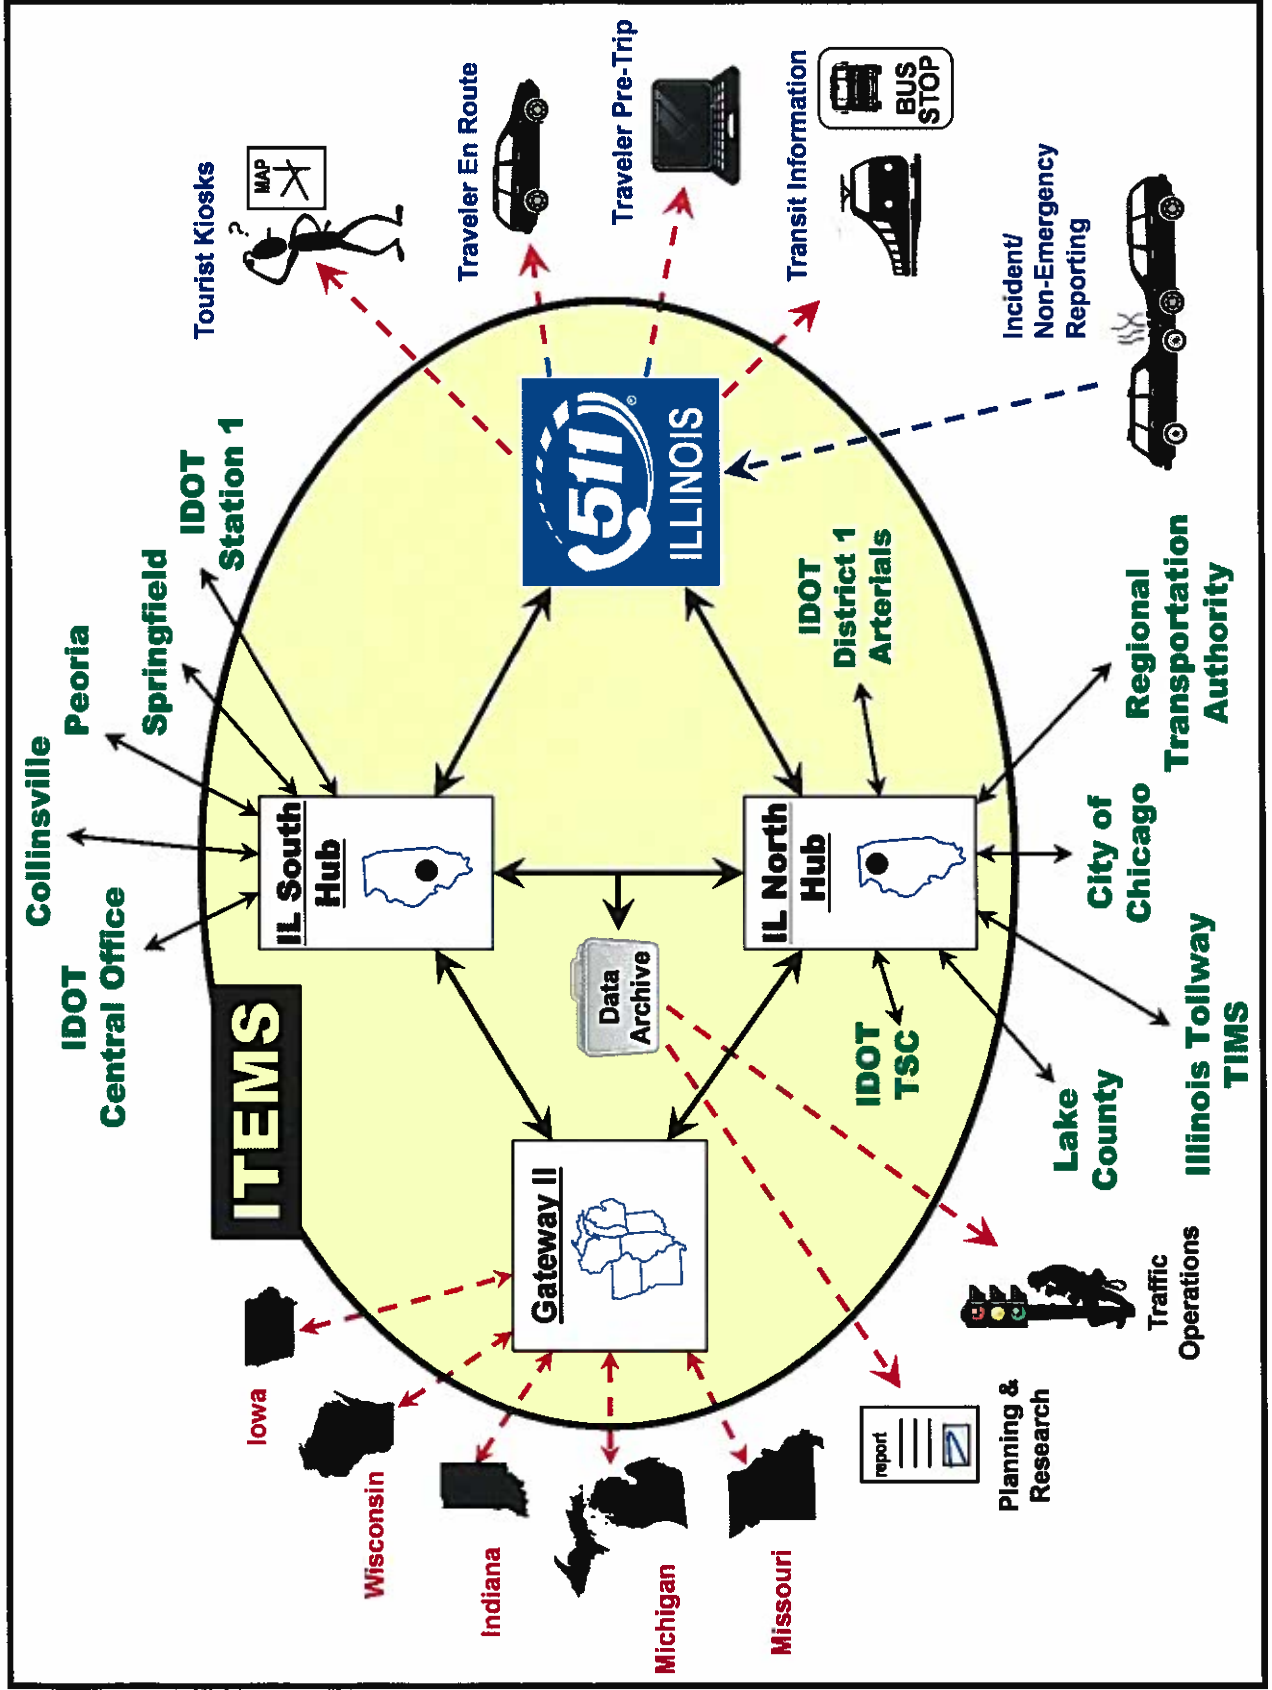 Collinsville
Peoria
Springfield
IDOT
Station 1
IDOT
Central Office
ITEMS
IL South
Hub
Tourist Kiosks
?
MAP
Traveler En Route
Traveler Pre-Trip
Transit Information
BUS
STOP
Incident/
Non-Emergency
Reporting
511
®
ILLINOIS
Iowa
Wisconsin
Indiana
Michigan
Missouri
Gateway II
Data
Archive
IL North
Hub
IDOT
District 1
Arterials
IDOT
TSC
Lake
County
Illinois Tollway
TIMS
City of
Chicago
Regional
Transportation
Authority
report
Planning &
Research
Traffic
Operations